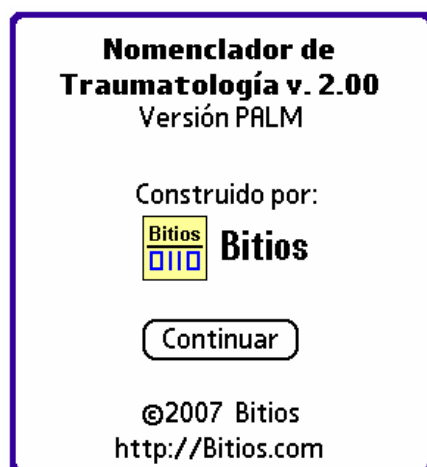 Nomenclador de
Traumatología v. 2.00
Versión PALM
Construido por:
Bitios
0110
Bitios
Continuar
©2007 Bitios
http://Bitios.com